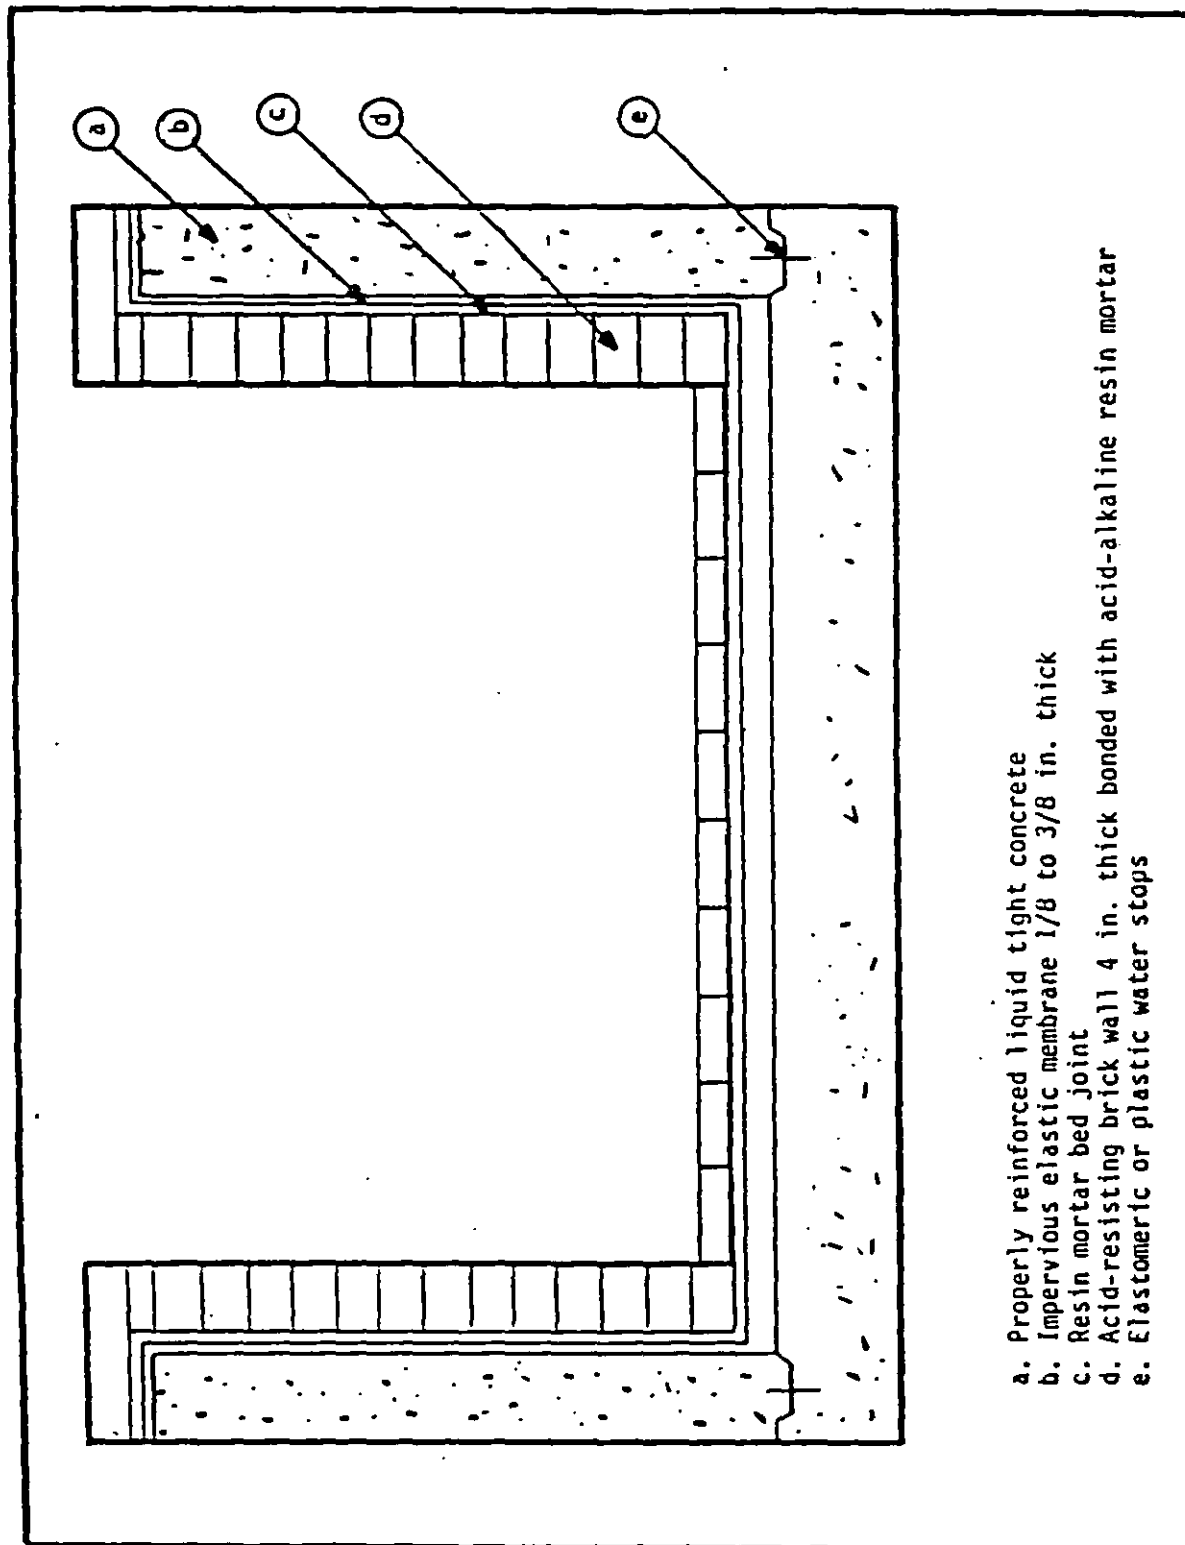 a
b
c
d
e
a. Properly reinforced liquid tight concrete
b. Impervious elastic membrane 1/8 to 3/8 in. thick
c. Resin mortar bed joint
d. Acid-resisting brick wall 4 in. thick bonded with acid-alkaline resin mortar
e. Elastomeric or plastic water stops